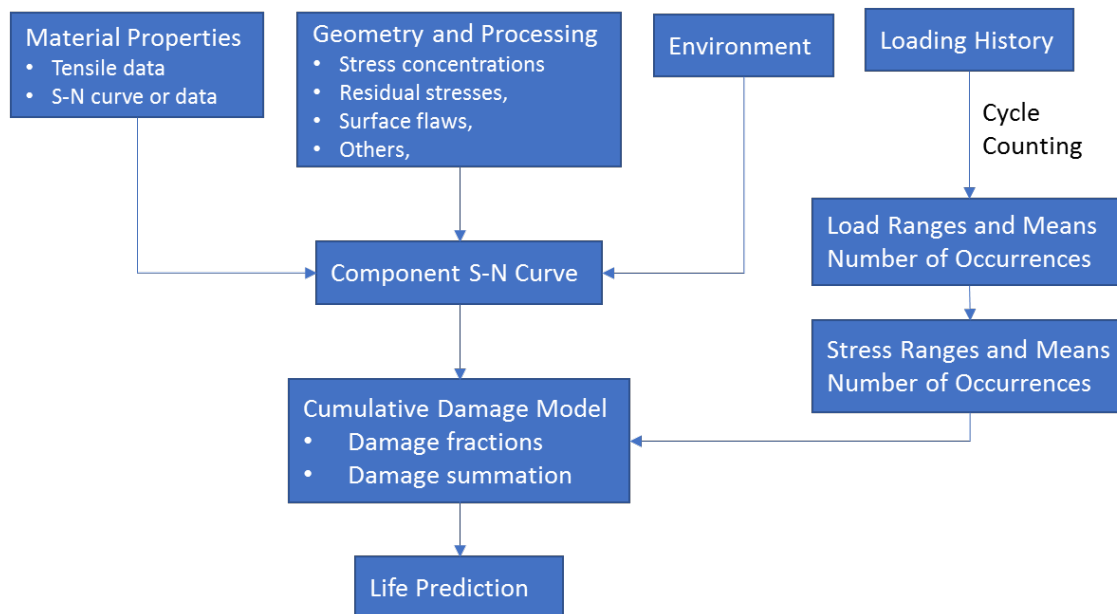 Material Properties
• Tensile data
• S-N curve or data
Geometry and Processing
• Stress concentrations
• Residual stresses,
• Surface flaws,
• Others,
Environment
Loading History
Cycle
Counting
Load Ranges and Means
Number of Occurrences
Component S-N Curve
Stress Ranges and Means
Number of Occurrences
Cumulative Damage Model
• Damage fractions
• Damage summation
Life Prediction